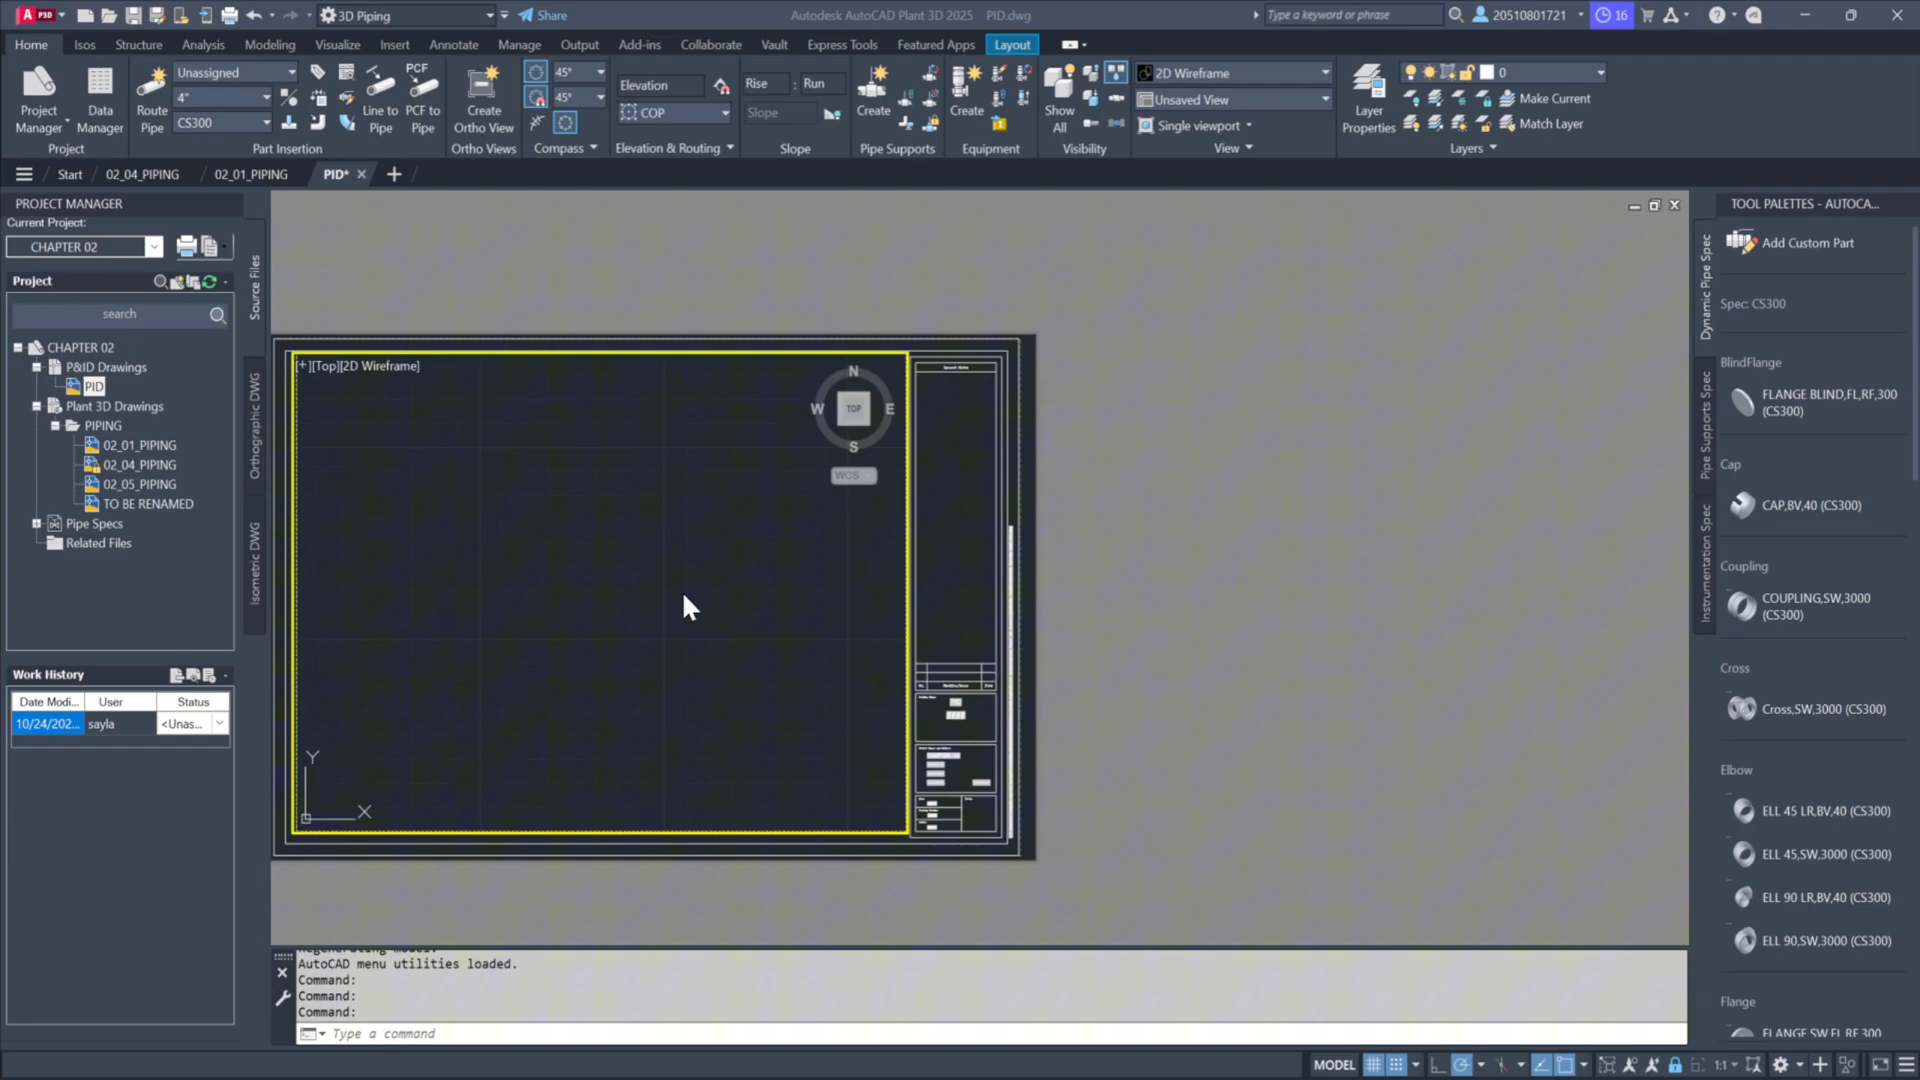 A P3D 3D Piping Share Autodesk AutoCAD Plant 3D 2025 PID.dwg Type a keyword or phrase 20510801721 16
Home Isos Structure Analysis Modeling Visualize Insert Annotate Manage Output Add-ins Collaborate Vault Express Tools Featured Apps Layout
Project Manager
Data Manager
Project
Route Pipe
Unassigned
4"
CS300
Line to Pipe
PCF
PCF to Pipe
Part Insertion
Create Ortho View
Ortho Views
45°
45°
Compass
Elevation
COP
Elevation & Routing
Rise : Run
Slope
Slope
Create
Pipe Supports
Create
Equipment
Show All
Visibility
2D Wireframe
Unsaved View
Single viewport
View
Layer Properties
0
Make Current
Match Layer
Layers
Start 02_04_PIPING 02_01_PIPING PID*
PROJECT MANAGER
Current Project:
CHAPTER 02
Project
search
CHAPTER 02
P&ID Drawings
PID
Plant 3D Drawings
PIPING
02_01_PIPING
02_04_PIPING
02_05_PIPING
TO BE RENAMED
Pipe Specs
Related Files
Source Files
Orthographic DWG
Isometric DWG
Work History
Date Modi... User Status
10/24/202... sayla <Unas...
[+][Top][2D Wireframe]
N
W TOP E
S
WCS
Y
X
General Notes
AutoCAD menu utilities loaded.
Command:
Command:
Command:
Type a command
TOOL PALETTES - AUTOCA...
Dynamic Pipe Spec
Pipe Supports Spec
Instrumentation Spec
Add Custom Part
Spec: CS300
BlindFlange
FLANGE BLIND,FL,RF,300
(CS300)
Cap
CAP,BV,40 (CS300)
Coupling
COUPLING,SW,3000
(CS300)
Cross
Cross,SW,3000 (CS300)
Elbow
ELL 45 LR,BV,40 (CS300)
ELL 45,SW,3000 (CS300)
ELL 90 LR,BV,40 (CS300)
ELL 90,SW,3000 (CS300)
Flange
FLANGE SW,FL,RF,300
MODEL 1:1